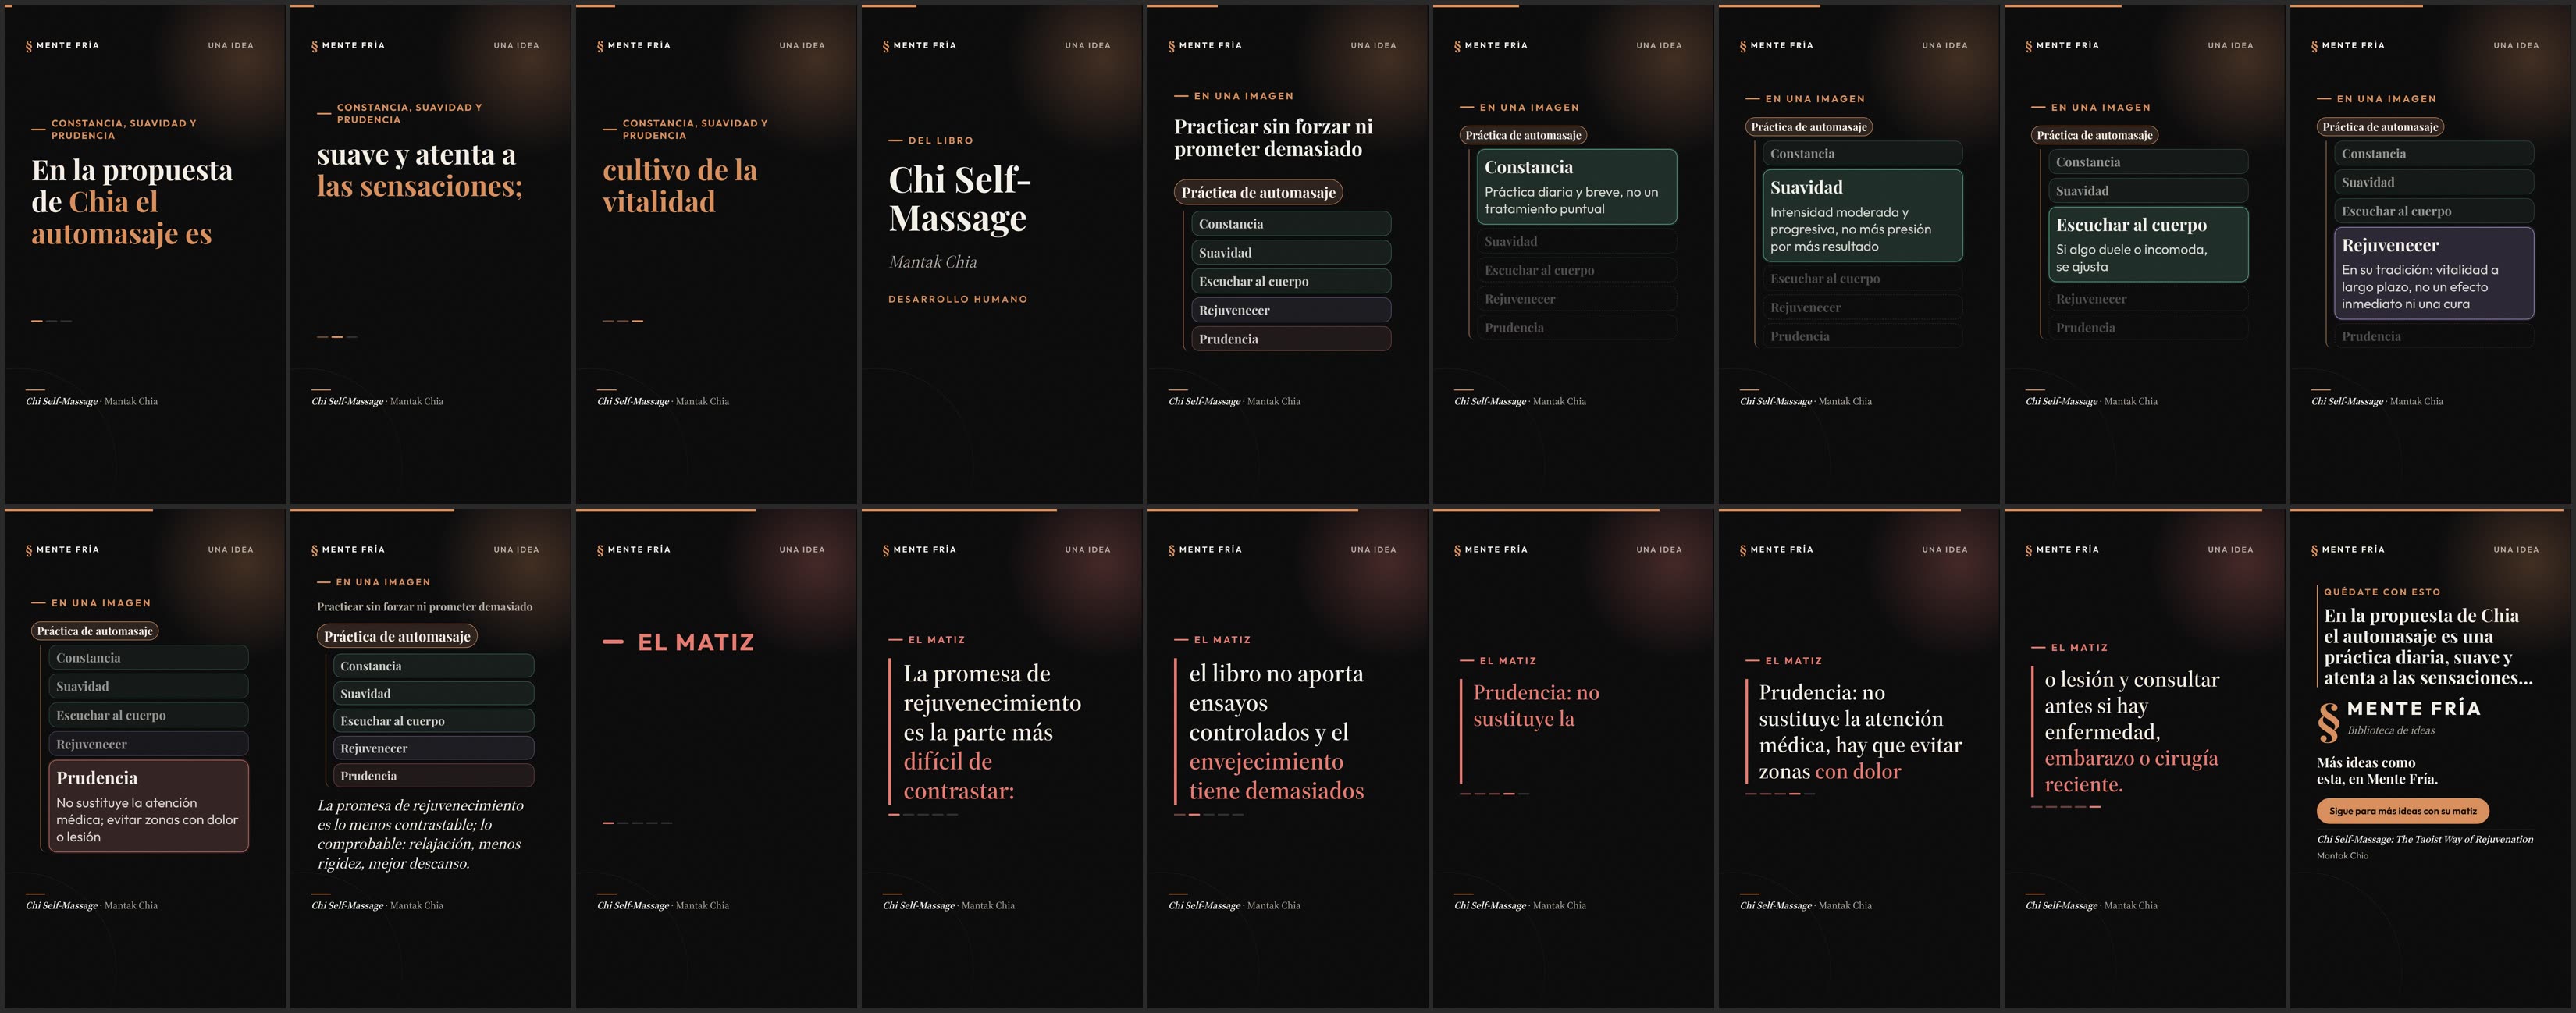 § MENTE FRÍA UNA IDEA
CONSTANCIA, SUAVIDAD Y
PRUDENCIA
En la propuesta
de Chia el
automasaje es
Chi Self-Massage · Mantak Chia
§ MENTE FRÍA UNA IDEA
CONSTANCIA, SUAVIDAD Y
PRUDENCIA
suave y atenta a
las sensaciones;
Chi Self-Massage · Mantak Chia
§ MENTE FRÍA UNA IDEA
CONSTANCIA, SUAVIDAD Y
PRUDENCIA
cultivo de la
vitalidad
Chi Self-Massage · Mantak Chia
§ MENTE FRÍA UNA IDEA
DEL LIBRO
Chi Self-
Massage
Mantak Chia
DESARROLLO HUMANO
§ MENTE FRÍA UNA IDEA
EN UNA IMAGEN
Practicar sin forzar ni
prometer demasiado
Práctica de automasaje
Constancia
Suavidad
Escuchar al cuerpo
Rejuvenecer
Prudencia
Chi Self-Massage · Mantak Chia
§ MENTE FRÍA UNA IDEA
EN UNA IMAGEN
Práctica de automasaje
Constancia
Práctica diaria y breve, no un
tratamiento puntual
Suavidad
Escuchar al cuerpo
Rejuvenecer
Prudencia
Chi Self-Massage · Mantak Chia
§ MENTE FRÍA UNA IDEA
EN UNA IMAGEN
Práctica de automasaje
Constancia
Suavidad
Intensidad moderada y
progresiva, no más presión
por más resultado
Escuchar al cuerpo
Rejuvenecer
Prudencia
Chi Self-Massage · Mantak Chia
§ MENTE FRÍA UNA IDEA
EN UNA IMAGEN
Práctica de automasaje
Constancia
Suavidad
Escuchar al cuerpo
Si algo duele o incomoda,
se ajusta
Rejuvenecer
Prudencia
Chi Self-Massage · Mantak Chia
§ MENTE FRÍA UNA IDEA
EN UNA IMAGEN
Práctica de automasaje
Constancia
Suavidad
Escuchar al cuerpo
Rejuvenecer
En su tradición: vitalidad a
largo plazo, no un efecto
inmediato ni una cura
Prudencia
Chi Self-Massage · Mantak Chia
§ MENTE FRÍA UNA IDEA
EN UNA IMAGEN
Práctica de automasaje
Constancia
Suavidad
Escuchar al cuerpo
Rejuvenecer
Prudencia
No sustituye la atención
médica; evitar zonas con dolor
o lesión
Chi Self-Massage · Mantak Chia
§ MENTE FRÍA UNA IDEA
EN UNA IMAGEN
Practicar sin forzar ni prometer demasiado
Práctica de automasaje
Constancia
Suavidad
Escuchar al cuerpo
Rejuvenecer
Prudencia
La promesa de rejuvenecimiento
es lo menos contrastable; lo
comprobable: relajación, menos
rigidez, mejor descanso.
Chi Self-Massage · Mantak Chia
§ MENTE FRÍA UNA IDEA
EL MATIZ
Chi Self-Massage · Mantak Chia
§ MENTE FRÍA UNA IDEA
EL MATIZ
La promesa de
rejuvenecimiento
es la parte más
difícil de
contrastar:
Chi Self-Massage · Mantak Chia
§ MENTE FRÍA UNA IDEA
EL MATIZ
el libro no aporta
ensayos
controlados y el
envejecimiento
tiene demasiados
Chi Self-Massage · Mantak Chia
§ MENTE FRÍA UNA IDEA
EL MATIZ
Prudencia: no
sustituye la
Chi Self-Massage · Mantak Chia
§ MENTE FRÍA UNA IDEA
EL MATIZ
Prudencia: no
sustituye la atención
médica, hay que evitar
zonas con dolor
Chi Self-Massage · Mantak Chia
§ MENTE FRÍA UNA IDEA
EL MATIZ
o lesión y consultar
antes si hay
enfermedad,
embarazo o cirugía
reciente.
Chi Self-Massage · Mantak Chia
§ MENTE FRÍA UNA IDEA
QUÉDATE CON ESTO
En la propuesta de Chia
el automasaje es una
práctica diaria, suave y
atenta a las sensaciones...
§ MENTE FRÍA
Biblioteca de ideas
Más ideas como
esta, en Mente Fría.
Sigue para más ideas con su matiz
Chi Self-Massage: The Taoist Way of Rejuvenation
Mantak Chia